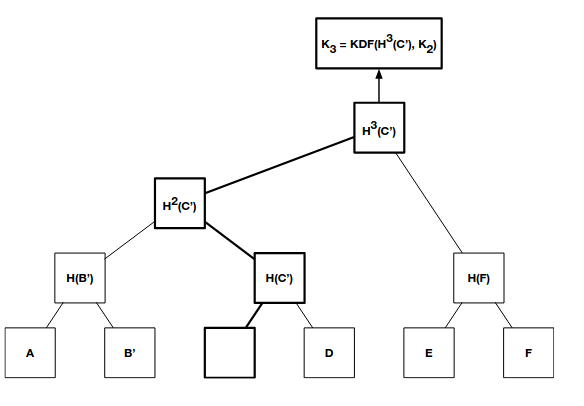 K3 = KDF(H3(C’), K2)
H3(C’)
H2(C’)
H(B’)
H(C’)
H(F)
A
B’
D
E
F